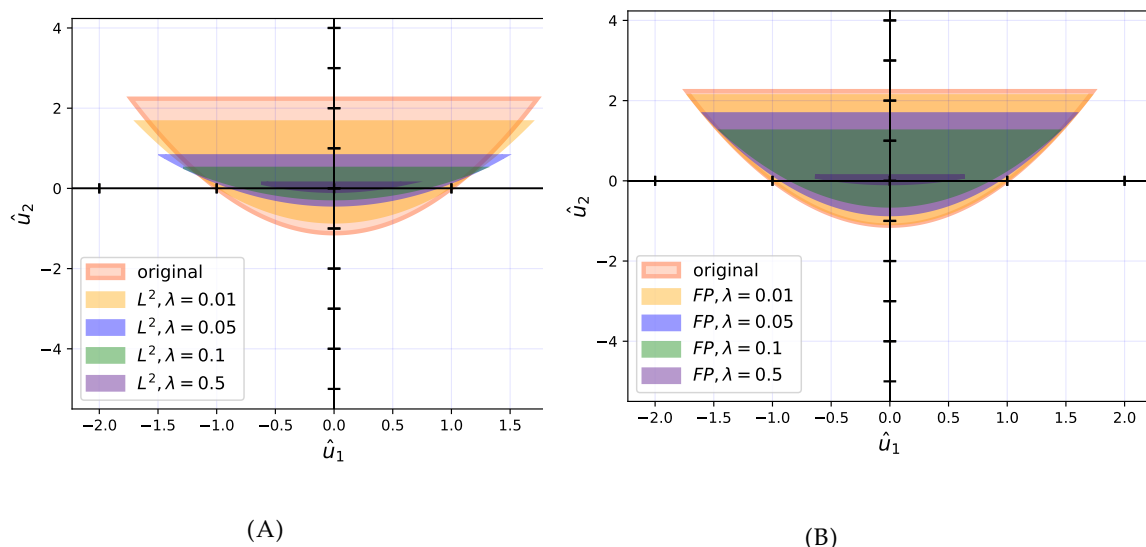 4
2
0
−2
−4
û₂
−2.0 −1.5 −1.0 −0.5 0.0 0.5 1.0 1.5
û₁
original
L², λ = 0.01
L², λ = 0.05
L², λ = 0.1
L², λ = 0.5
(A)
4
2
0
−2
−4
û₂
−2.0 −1.5 −1.0 −0.5 0.0 0.5 1.0 1.5 2.0
û₁
original
FP, λ = 0.01
FP, λ = 0.05
FP, λ = 0.1
FP, λ = 0.5
(B)